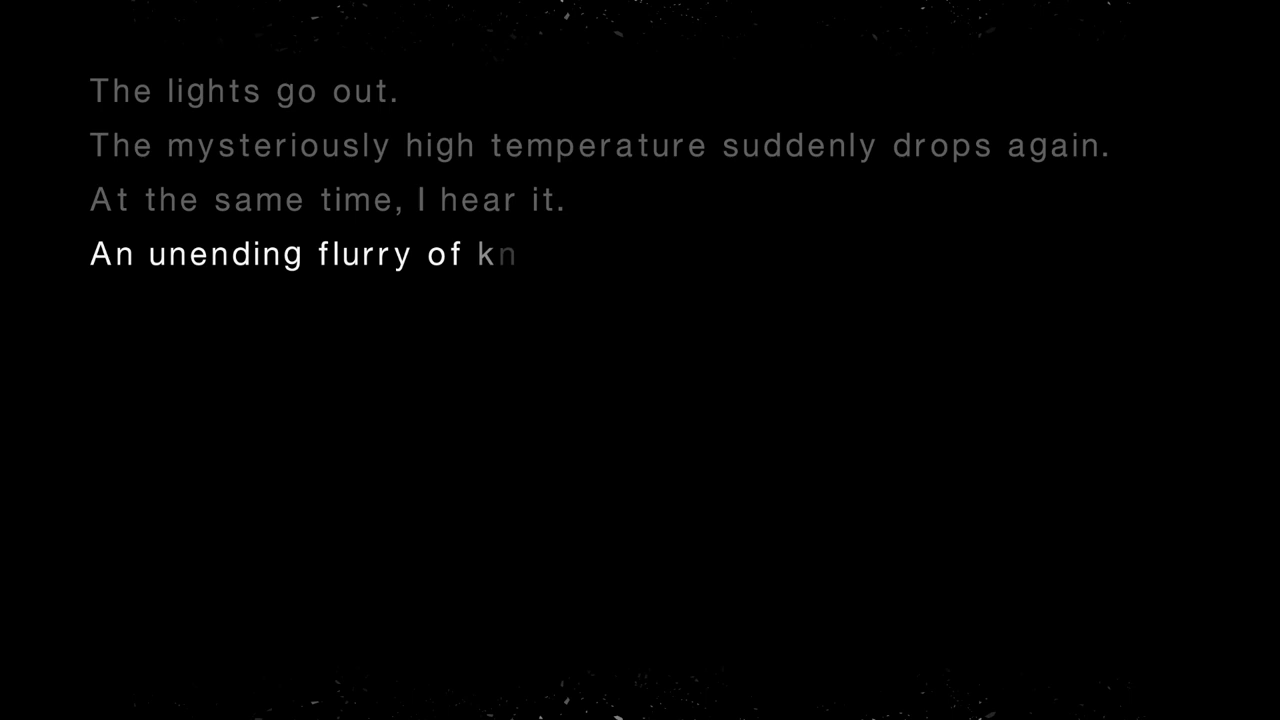 The lights go out.
The mysteriously high temperature suddenly drops again.
At the same time, I hear it.
An unending flurry of kn